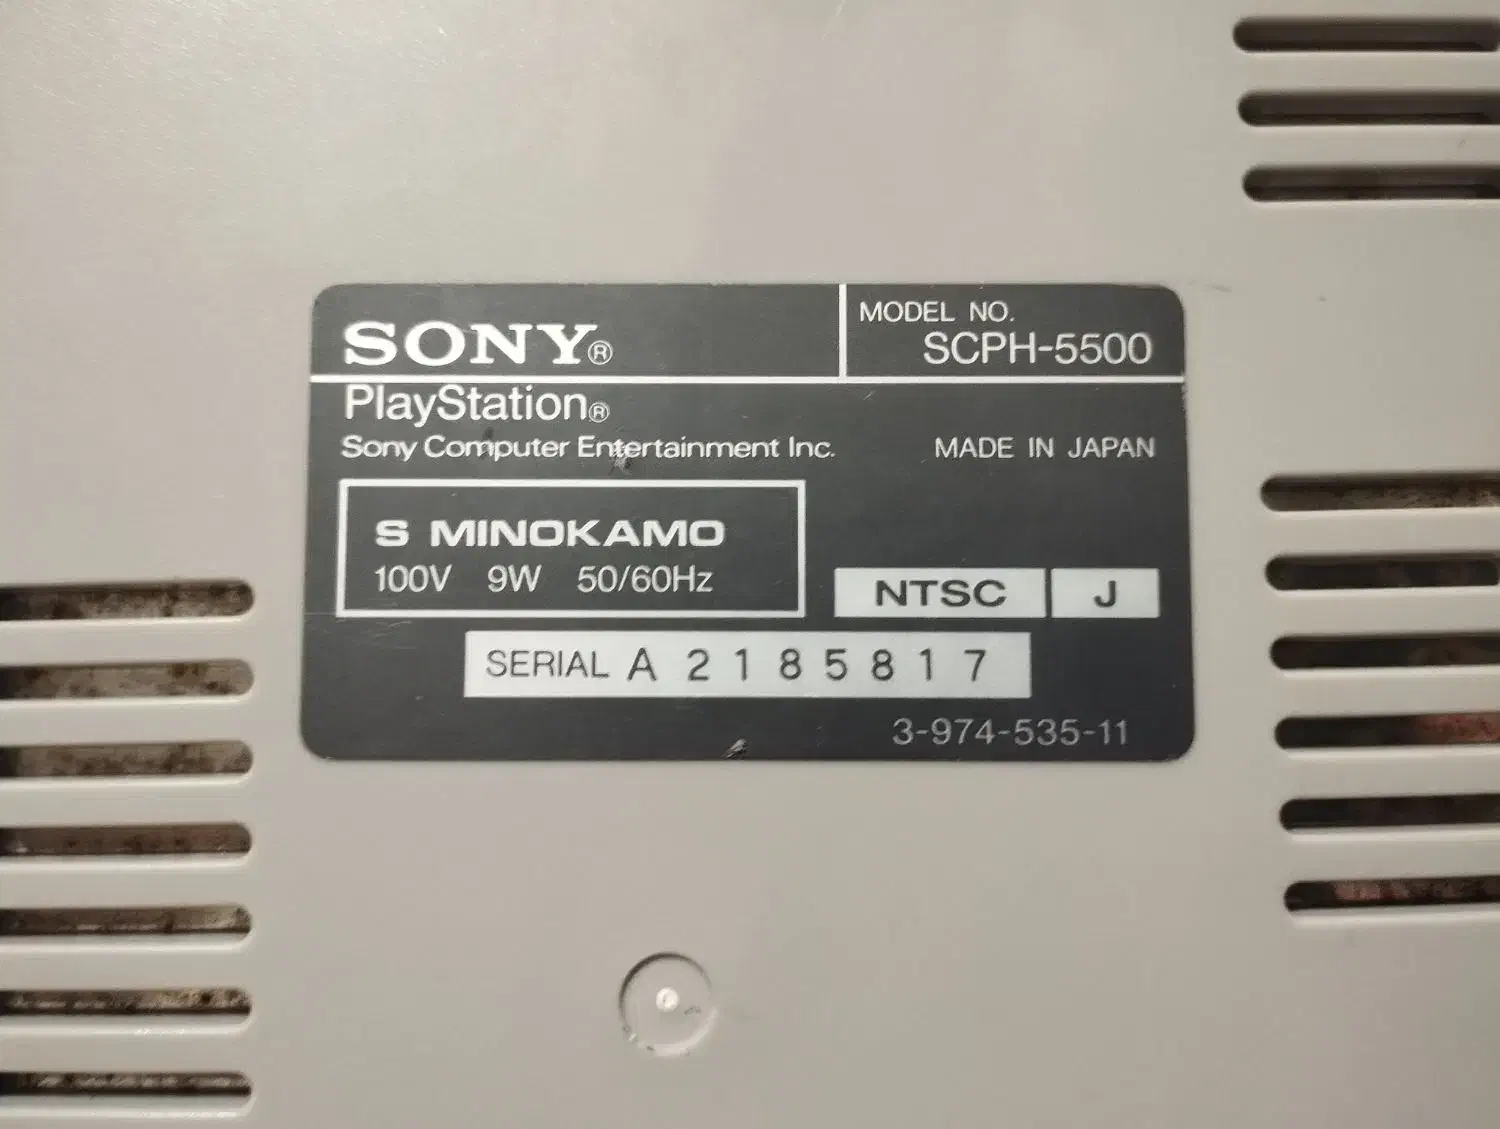 SONY®
MODEL NO.
SCPH-5500
PlayStation®
Sony Computer Entertainment Inc.
MADE IN JAPAN
S MINOKAMO
100V 9W 50/60Hz
NTSC J
SERIAL A 2185817
3-974-535-11